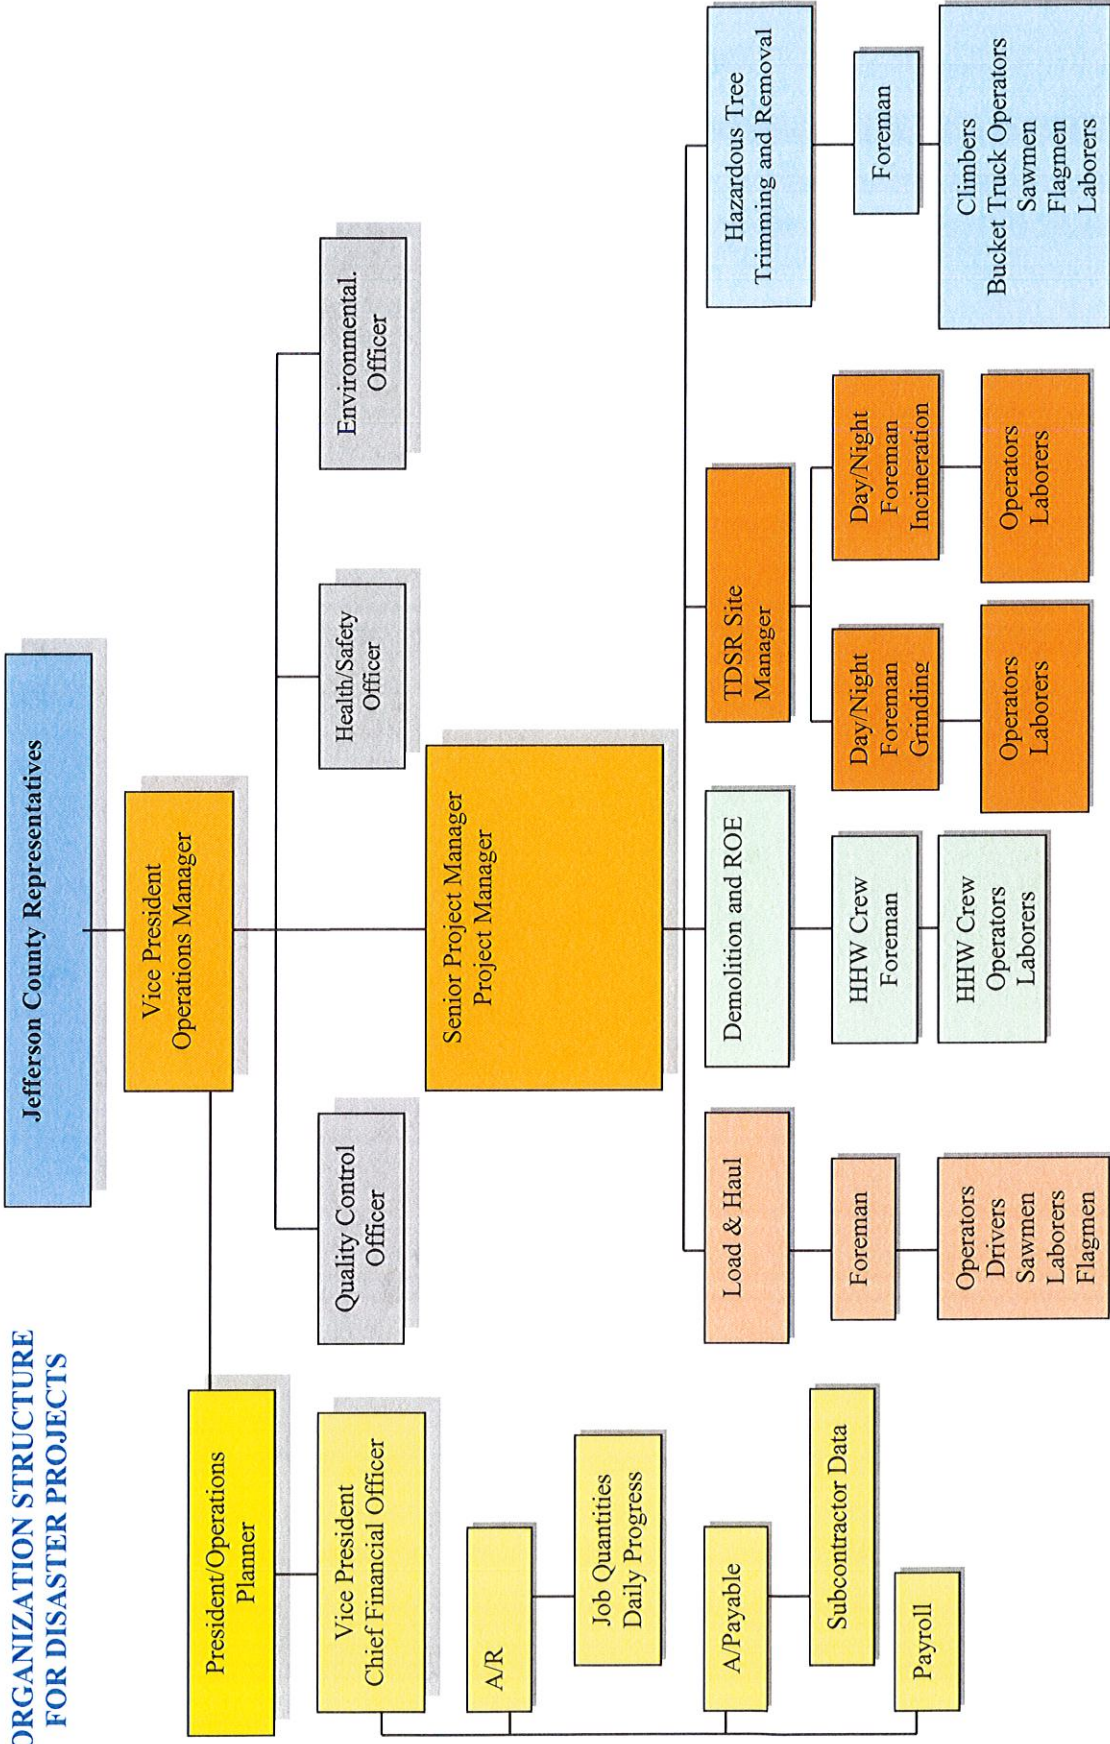 ORGANIZATION STRUCTURE
FOR DISASTER PROJECTS
Jefferson County Representatives
Vice President
Operations Manager
President/Operations
Planner
Vice President
Chief Financial Officer
A/R
Job Quantities
Daily Progress
A/Payable
Subcontractor Data
Payroll
Quality Control
Officer
Health/Safety
Officer
Environmental.
Officer
Senior Project Manager
Project Manager
Load & Haul
Foreman
Operators
Drivers
Sawmen
Laborers
Flagmen
Demolition and ROE
HHW Crew
Foreman
HHW Crew
Operators
Laborers
TDSR Site
Manager
Day/Night
Foreman
Grinding
Operators
Laborers
Day/Night
Foreman
Incineration
Operators
Laborers
Hazardous Tree
Trimming and Removal
Foreman
Climbers
Bucket Truck Operators
Sawmen
Flagmen
Laborers